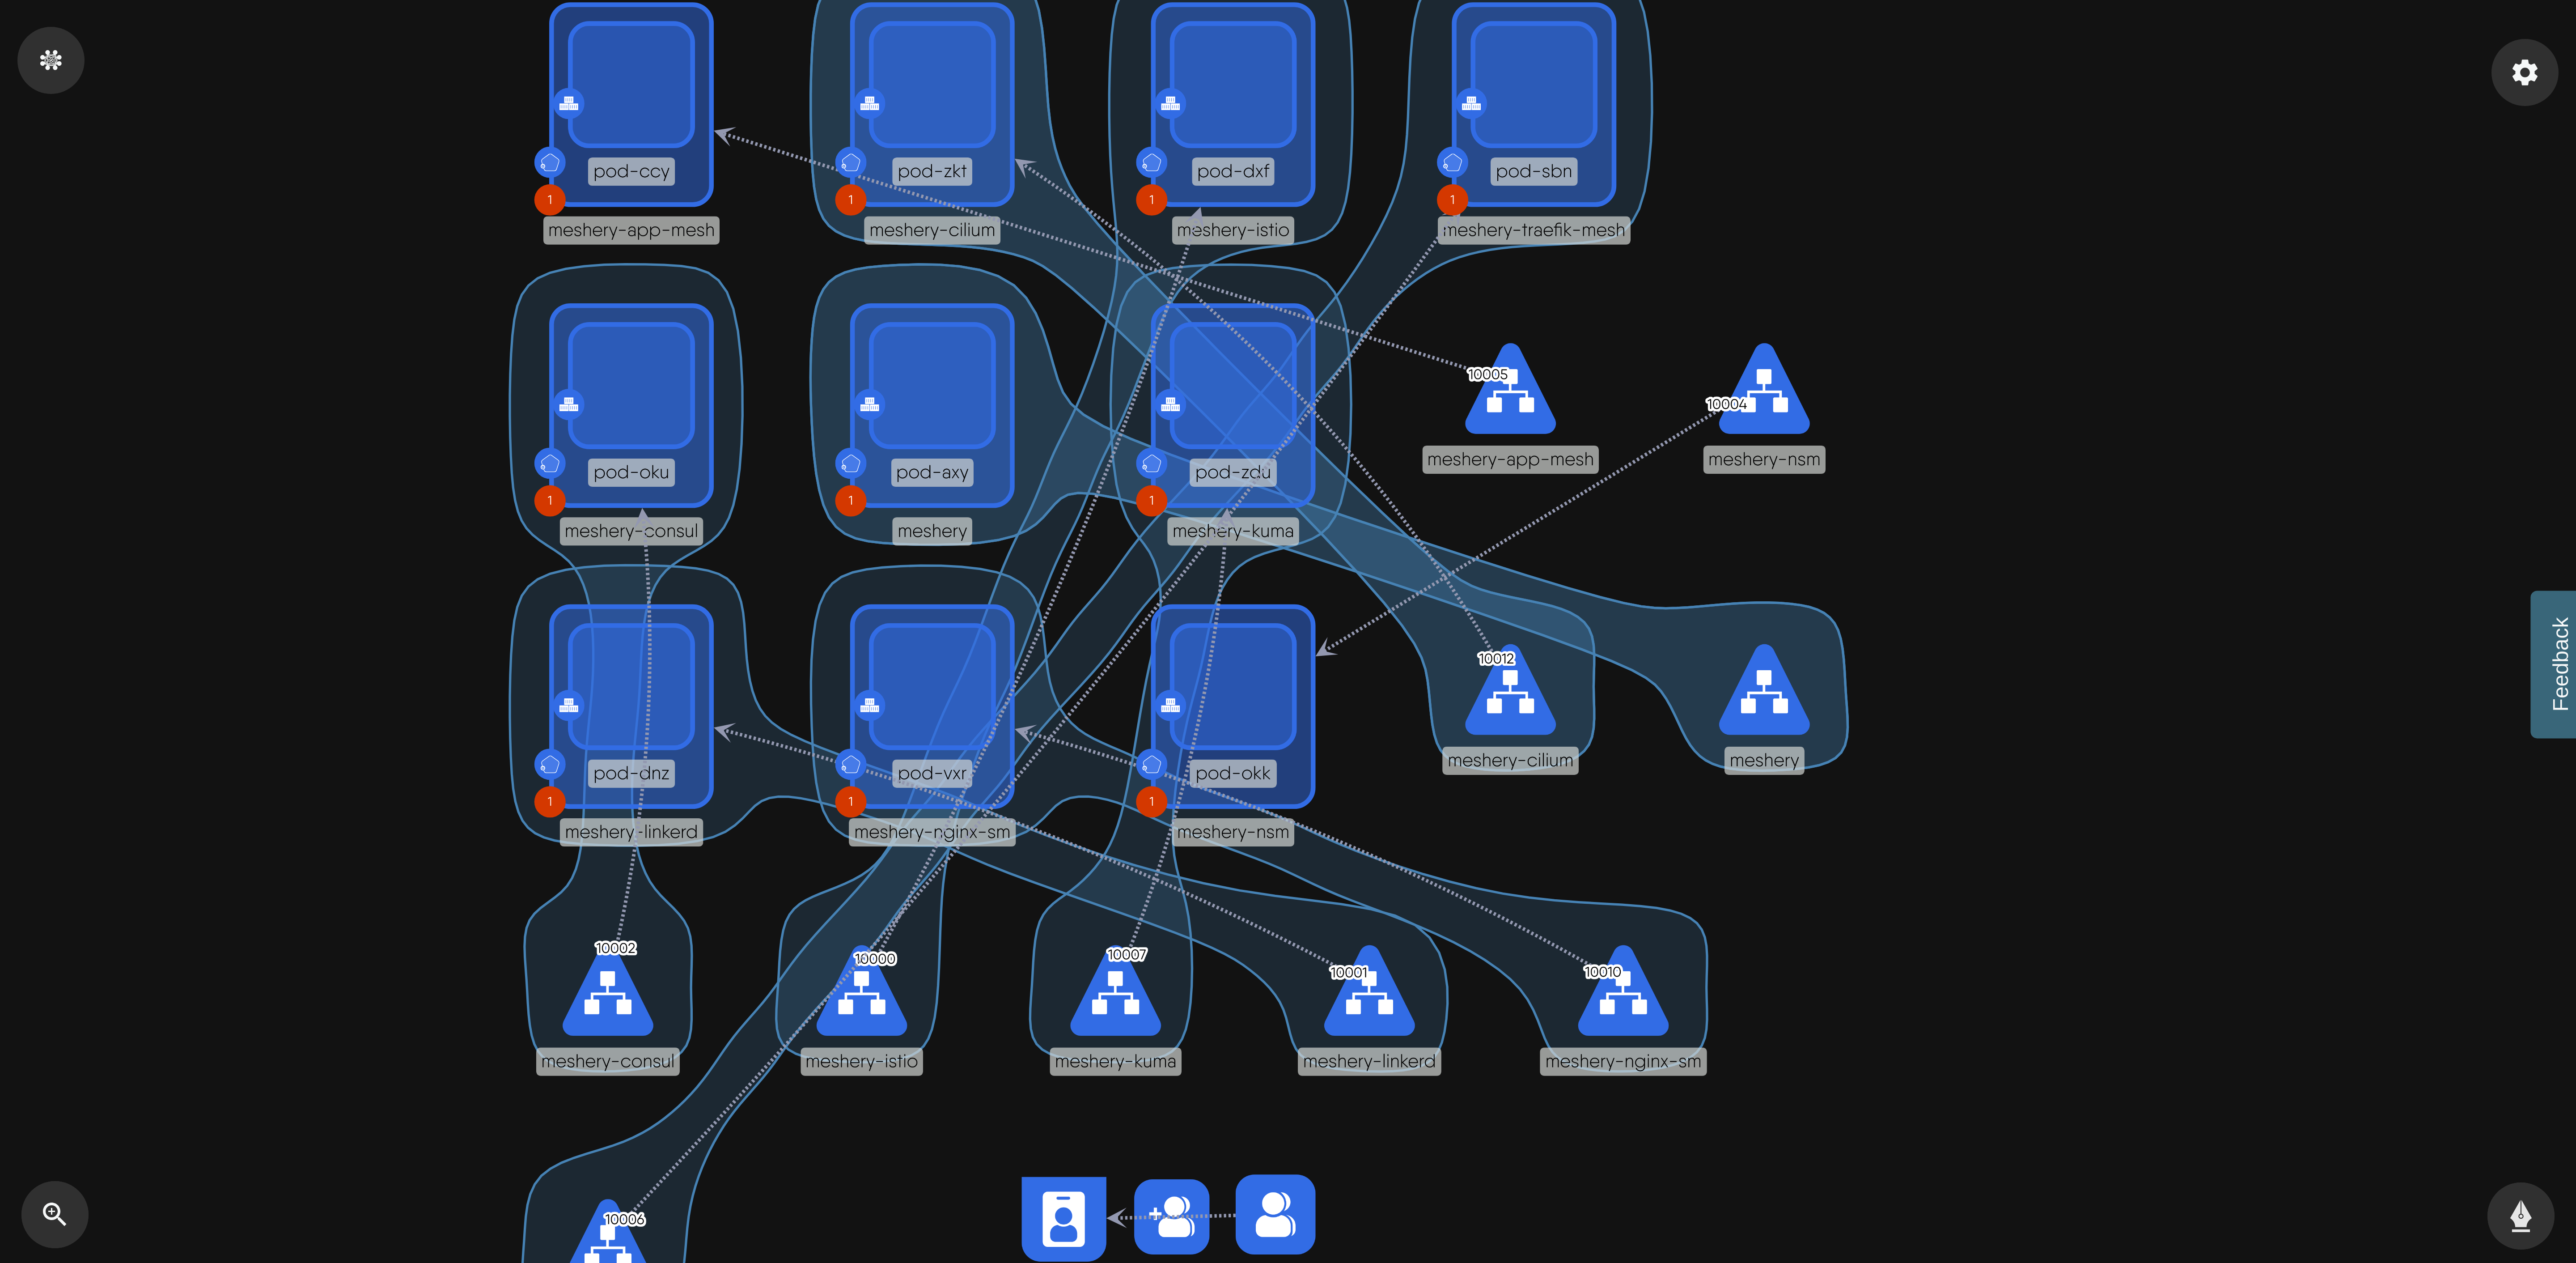 pod-ccy
pod-zkt
pod-dxf
pod-sbn
1
1
1
1
meshery-app-mesh
meshery-cilium
meshery-istio
meshery-traefik-mesh
10005
10004
pod-oku
pod-axy
pod-zdu
meshery-app-mesh
meshery-nsm
1
1
1
meshery-consul
meshery
meshery-kuma
10012
Feedback
pod-dnz
pod-vxr
pod-okk
meshery-cilium
meshery
1
1
1
meshery-linkerd
meshery-nginx-sm
meshery-nsm
10002
10000
10007
10001
10010
meshery-consul
meshery-istio
meshery-kuma
meshery-linkerd
meshery-nginx-sm
10006